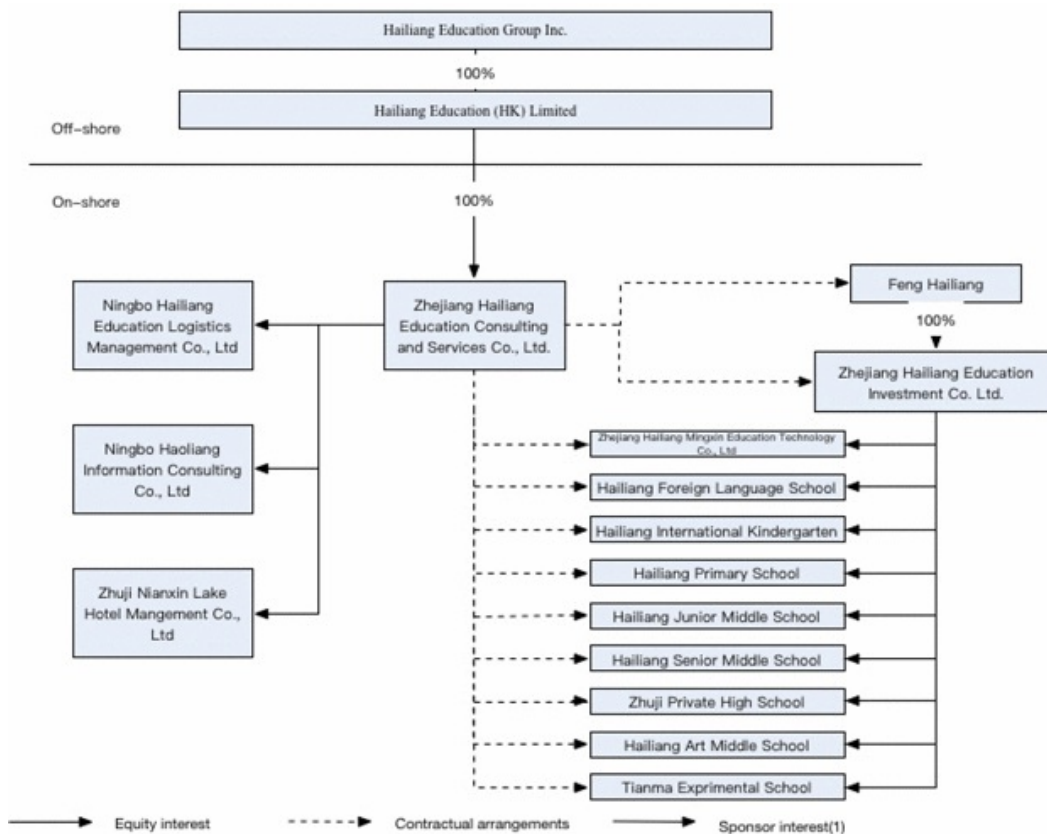 Hailiang Education Group Inc.
100%
Hailiang Education (HK) Limited
Off-shore
On-shore
100%
Ningbo Hailiang
Education Logistics
Management Co., Ltd
Zhejiang Hailiang
Education Consulting
and Services Co., Ltd.
Feng Hailiang
100%
Zhejiang Hailiang Education
Investment Co. Ltd.
Ningbo Haoliang
Information Consulting
Co., Ltd
Zhuji Nianxin Lake
Hotel Mangement Co.,
Ltd
Zhejiang Hailiang Mingxin Education Technology
Co., Ltd
Hailiang Foreign Language School
Hailiang International Kindergarten
Hailiang Primary School
Hailiang Junior Middle School
Hailiang Senior Middle School
Zhuji Private High School
Hailiang Art Middle School
Tianma Exprimental School
Equity interest
Contractual arrangements
Sponsor interest(1)